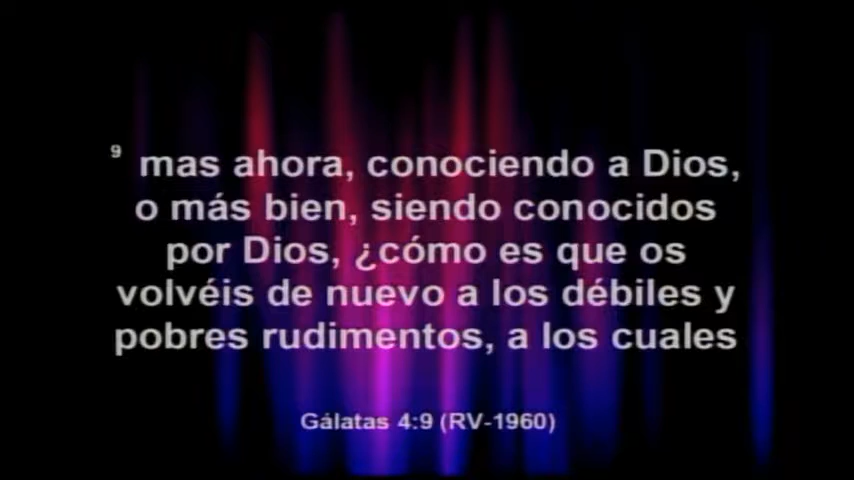 9 mas ahora, conociendo a Dios,
o más bien, siendo conocidos
por Dios, ¿cómo es que os
volvéis de nuevo a los débiles y
pobres rudimentos, a los cuales
Gálatas 4:9 (RV-1960)